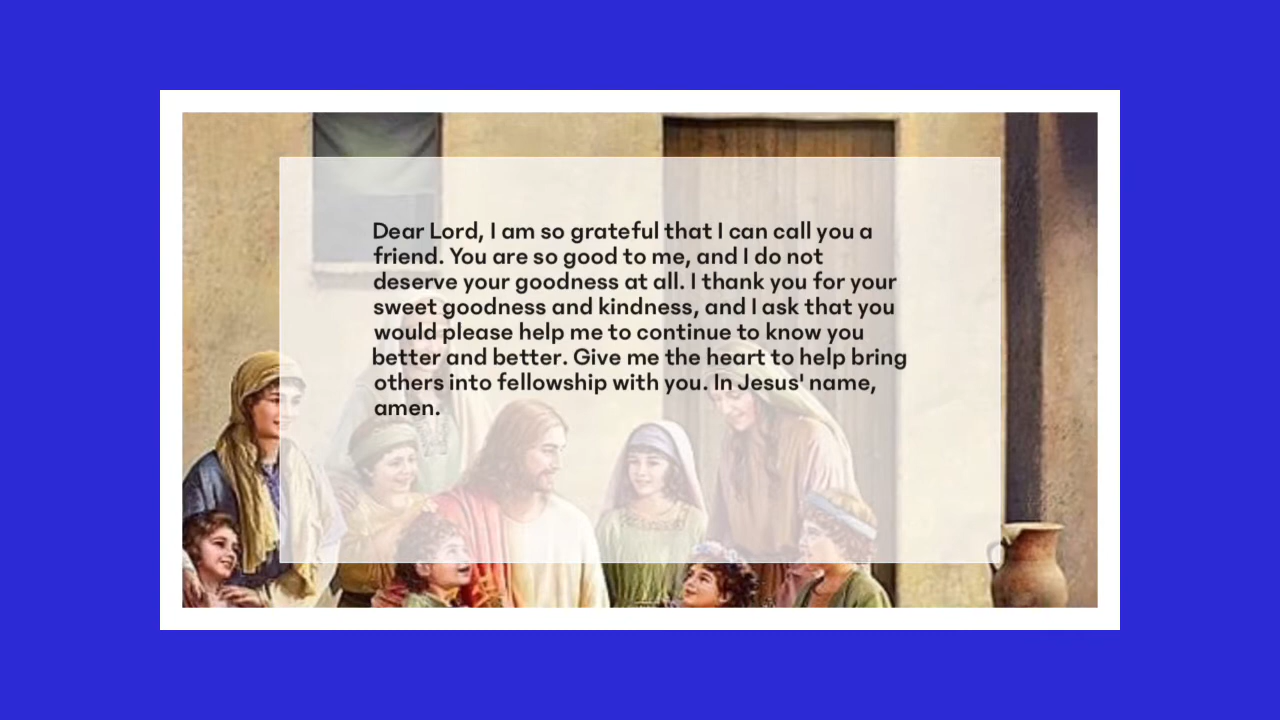 Dear Lord, I am so grateful that I can call you a
friend. You are so good to me, and I do not
deserve your goodness at all. I thank you for your
sweet goodness and kindness, and I ask that you
would please help me to continue to know you
better and better. Give me the heart to help bring
others into fellowship with you. In Jesus' name,
amen.